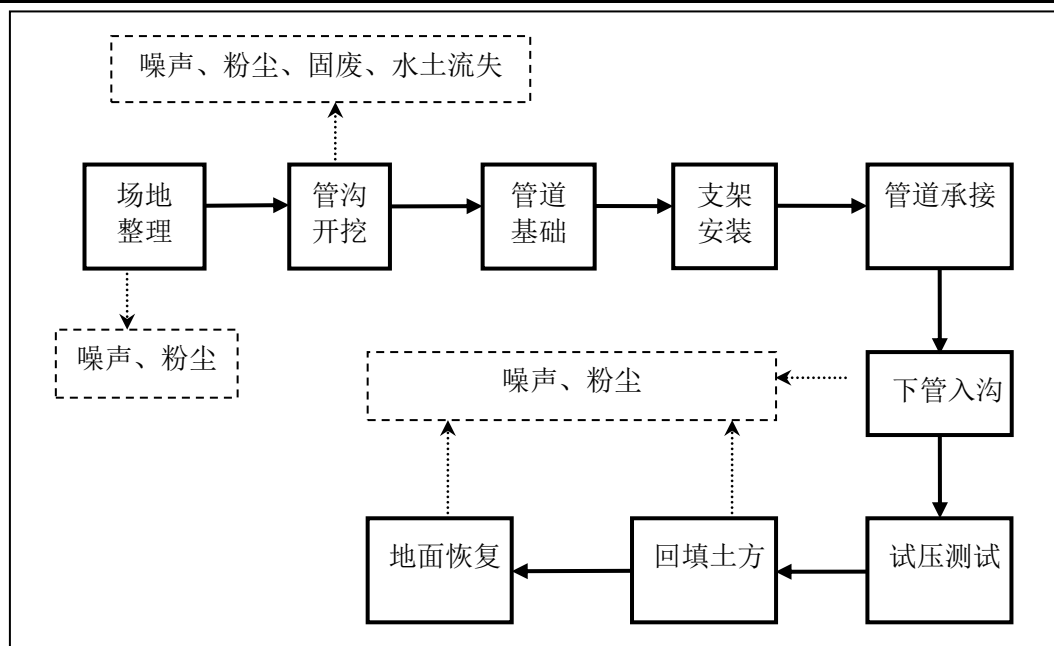 噪声、粉尘、固废、水土流失
场地
整理
管沟
开挖
管道
基础
支架
安装
管道承接
噪声、粉尘
噪声、粉尘
下管入沟
地面恢复
回填土方
试压测试